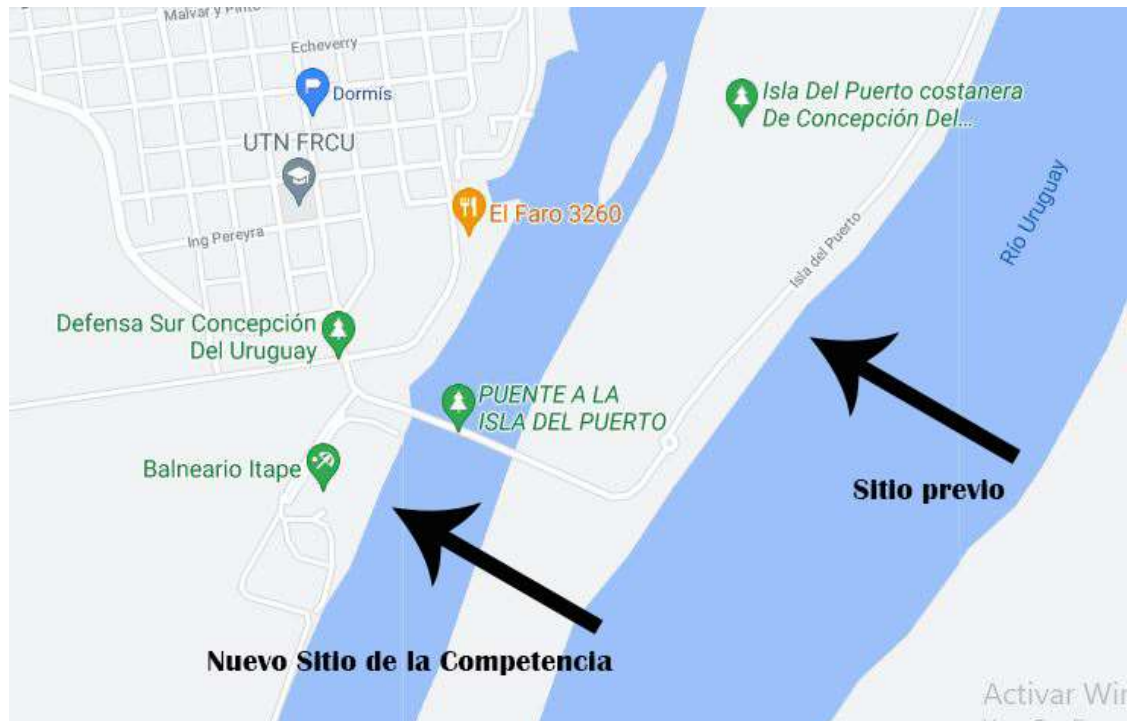 Malvar y Pinto
Echeverry
Dormís
UTN FRCU
Isla Del Puerto costanera
De Concepción Del...
El Faro 3260
Ing Pereyra
Isla del Puerto
Río Uruguay
Defensa Sur Concepción
Del Uruguay
PUENTE A LA
ISLA DEL PUERTO
Balneario Itape
Sitio previo
Nuevo Sitio de la Competencia
Activar Win